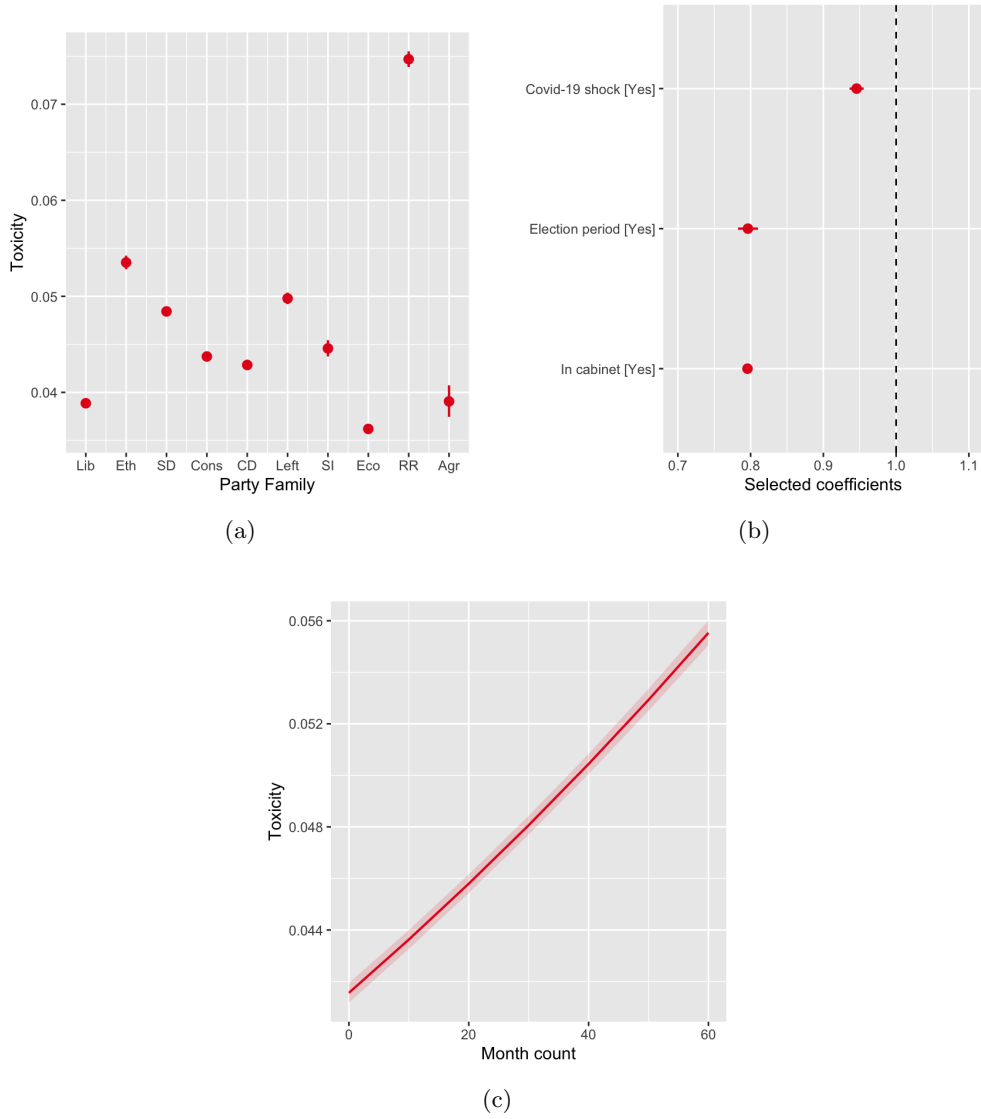 0.07
0.06
0.05
0.04
Toxicity
Lib Eth SD Cons CD Left SI Eco RR Agr
Party Family
(a)
Covid-19 shock [Yes]
Election period [Yes]
In cabinet [Yes]
0.7 0.8 0.9 1.0 1.1
Selected coefficients
(b)
0.056
0.052
0.048
0.044
Toxicity
0 20 40 60
Month count
(c)